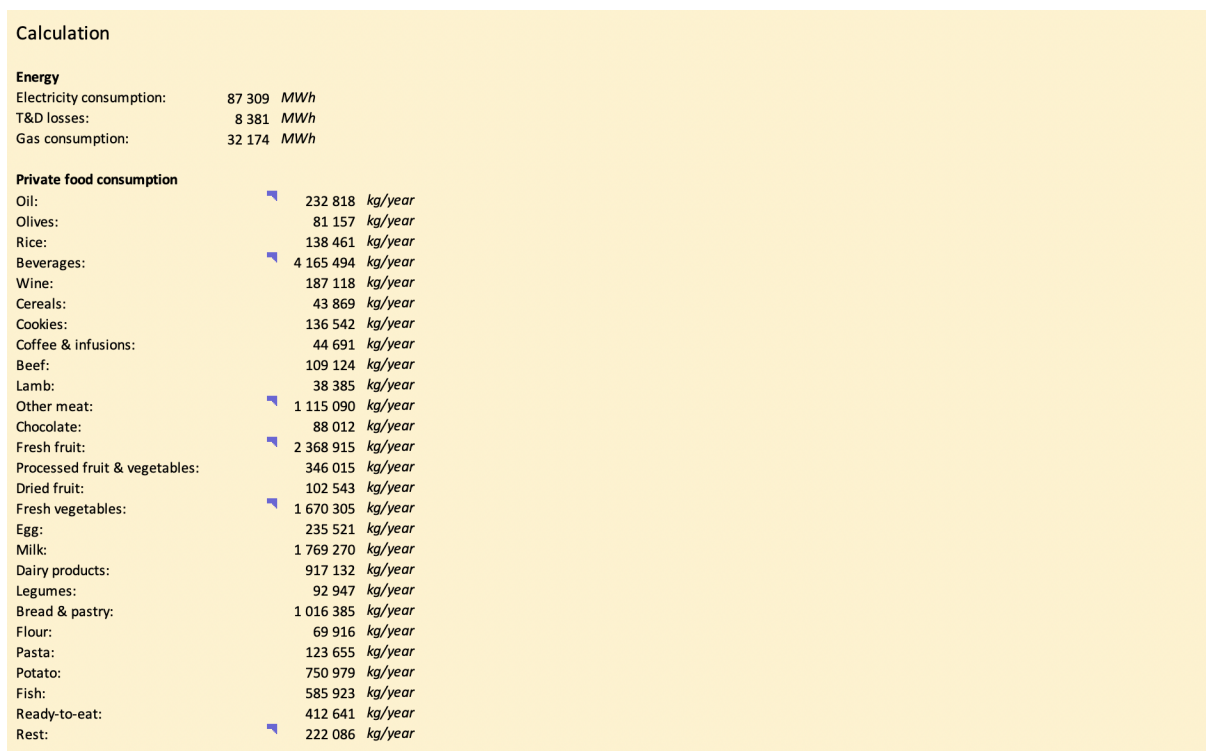 Calculation
Energy
Electricity consumption: 87 309 MWh
T&D losses: 8 381 MWh
Gas consumption: 32 174 MWh
Private food consumption
Oil: 232 818 kg/year
Olives: 81 157 kg/year
Rice: 138 461 kg/year
Beverages: 4 165 494 kg/year
Wine: 187 118 kg/year
Cereals: 43 869 kg/year
Cookies: 136 542 kg/year
Coffee & infusions: 44 691 kg/year
Beef: 109 124 kg/year
Lamb: 38 385 kg/year
Other meat: 1 115 090 kg/year
Chocolate: 88 012 kg/year
Fresh fruit: 2 368 915 kg/year
Processed fruit & vegetables: 346 015 kg/year
Dried fruit: 102 543 kg/year
Fresh vegetables: 1 670 305 kg/year
Egg: 235 521 kg/year
Milk: 1 769 270 kg/year
Dairy products: 917 132 kg/year
Legumes: 92 947 kg/year
Bread & pastry: 1 016 385 kg/year
Flour: 69 916 kg/year
Pasta: 123 655 kg/year
Potato: 750 979 kg/year
Fish: 585 923 kg/year
Ready-to-eat: 412 641 kg/year
Rest: 222 086 kg/year